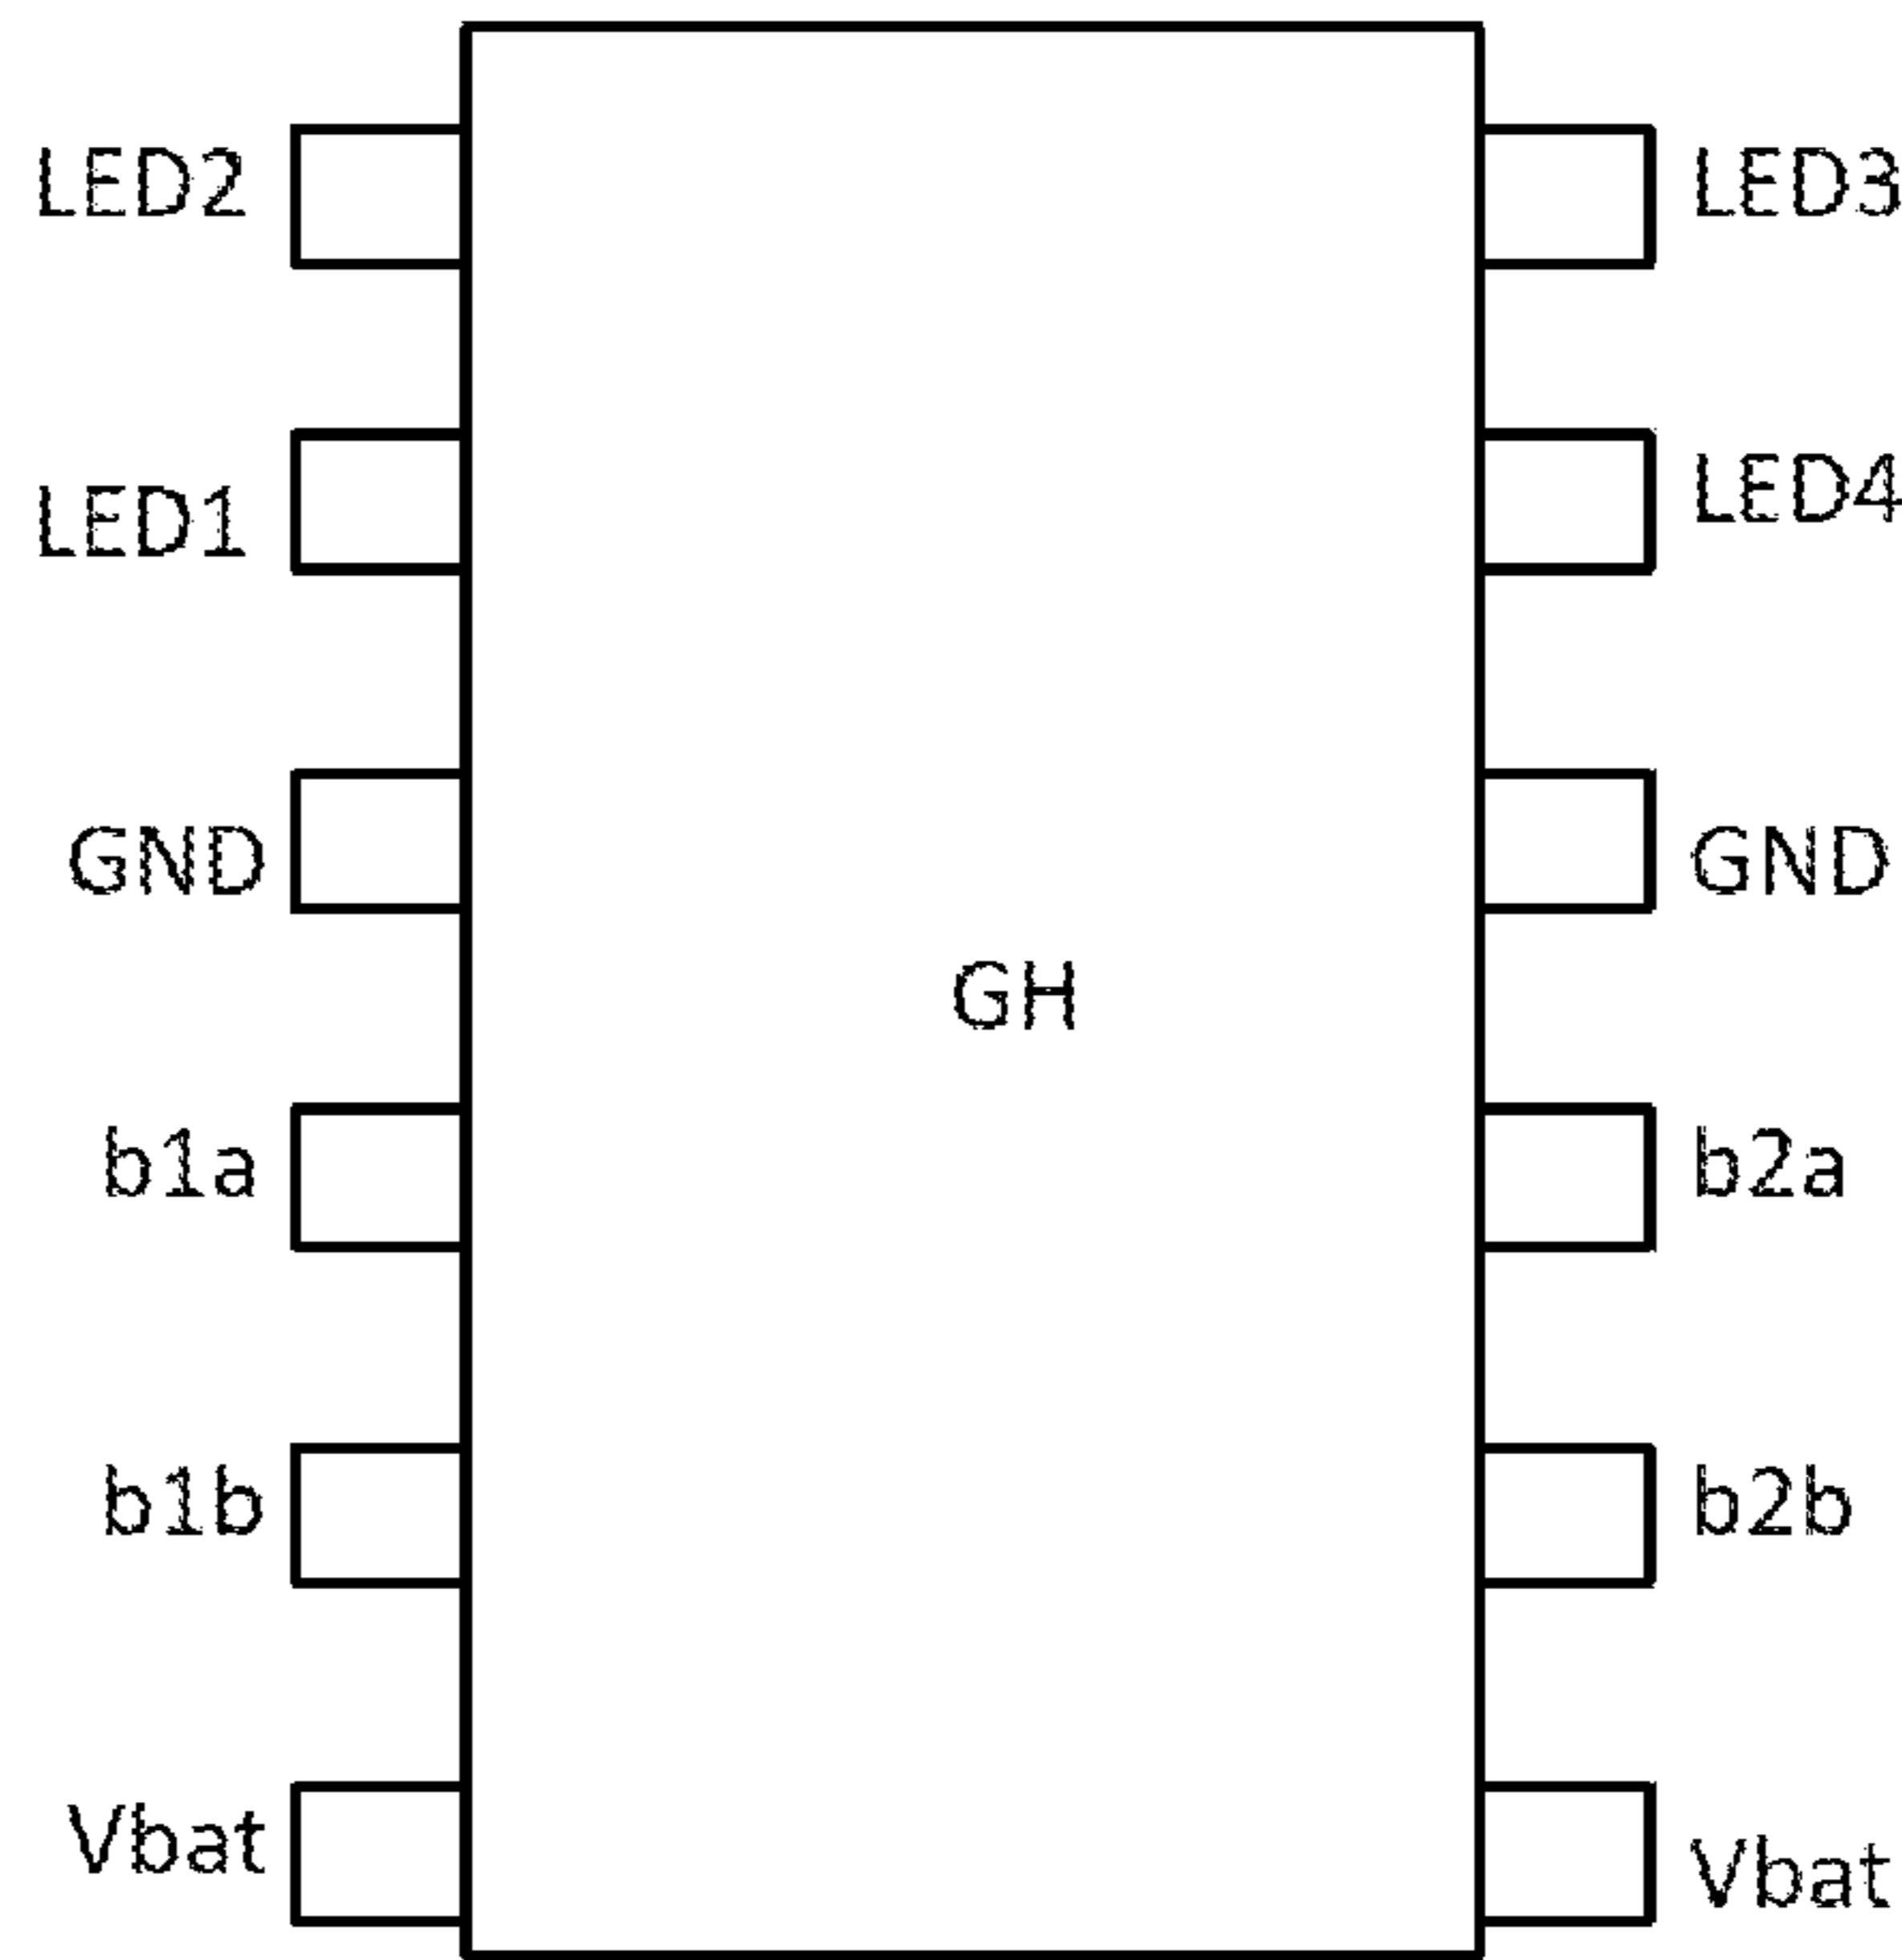 LED2 LED3
LED1 LED4
GND GND
GH
b1a b2a
b1b b2b
Vbat Vbat